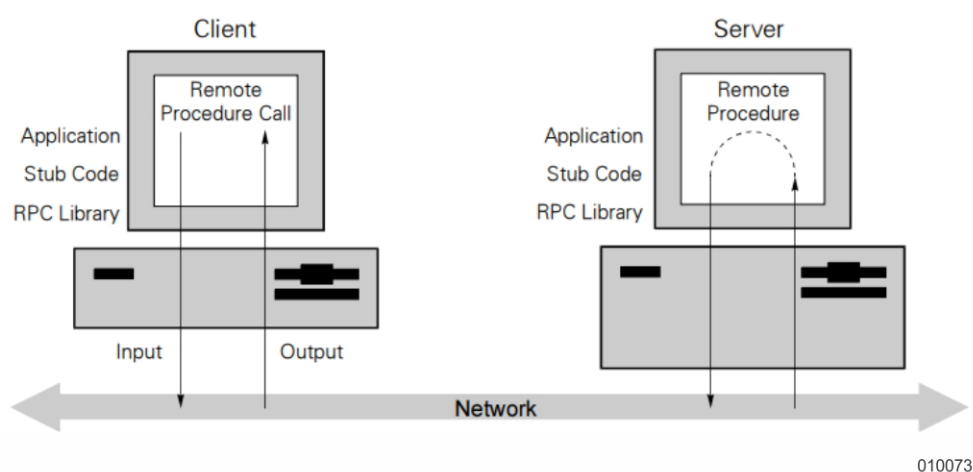 Client
Remote
Procedure Call
Application
Stub Code
RPC Library
Input
Output
Server
Remote
Procedure
Application
Stub Code
RPC Library
Network
010073